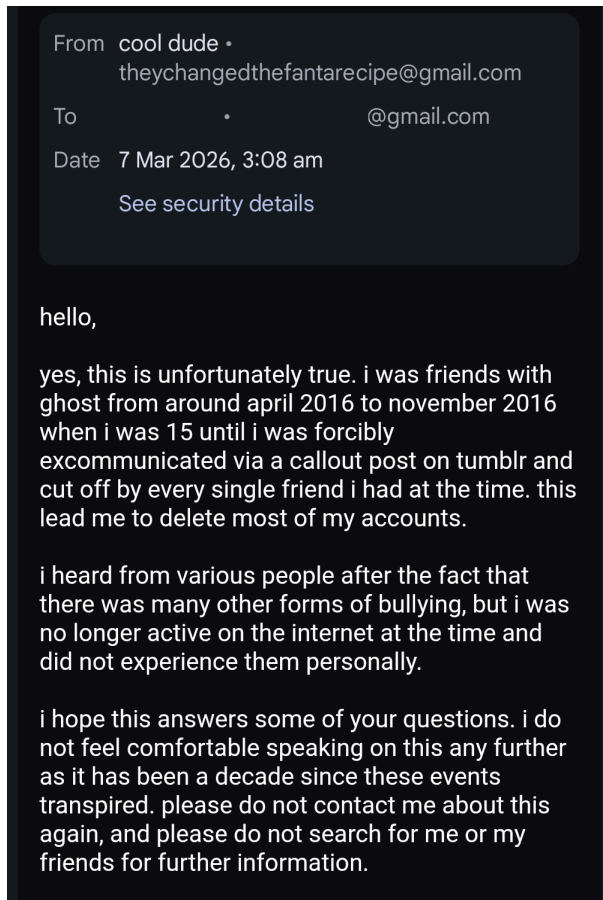 From cool dude •
theychangedthefantarecipe@gmail.com
To • @gmail.com
Date 7 Mar 2026, 3:08 am
See security details
hello,
yes, this is unfortunately true. i was friends with
ghost from around april 2016 to november 2016
when i was 15 until i was forcibly
excommunicated via a callout post on tumblr and
cut off by every single friend i had at the time. this
lead me to delete most of my accounts.
i heard from various people after the fact that
there was many other forms of bullying, but i was
no longer active on the internet at the time and
did not experience them personally.
i hope this answers some of your questions. i do
not feel comfortable speaking on this any further
as it has been a decade since these events
transpired. please do not contact me about this
again, and please do not search for me or my
friends for further information.